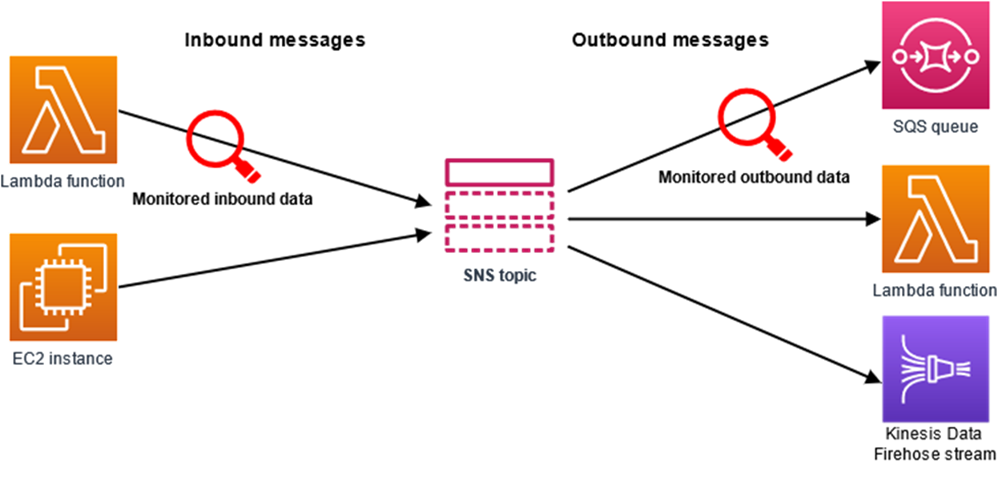 Inbound messages
Outbound messages
Lambda function
Monitored inbound data
EC2 instance
SNS topic
Monitored outbound data
SQS queue
Lambda function
Kinesis Data
Firehose stream